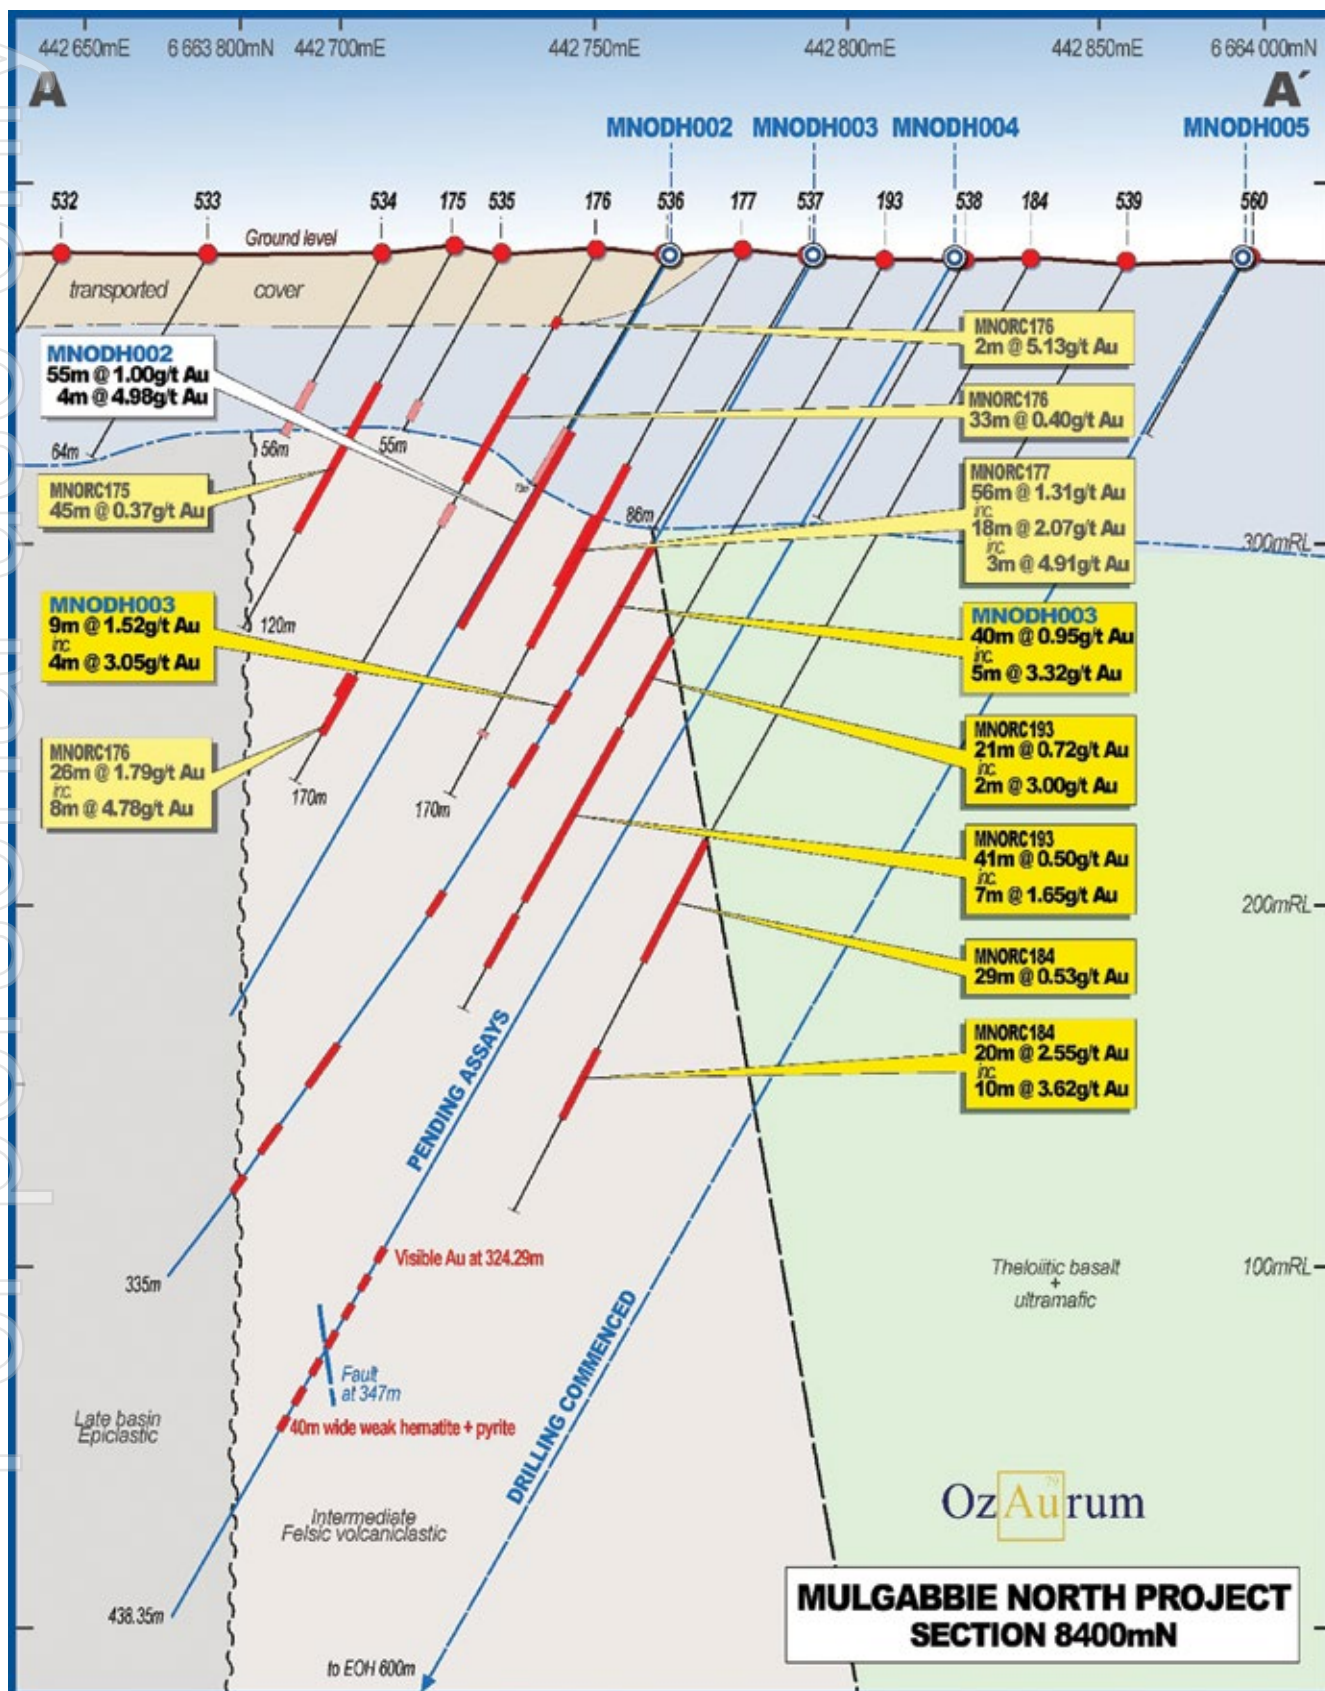 442 650mE 6 663 800mN 442 700mE 442 750mE 442 800mE 442 850mE 6 664 000mN
A A´
MNODH002 MNODH003 MNODH004 MNODH005
532 533 534 175 535 176 536 177 537 193 538 184 539 560
Ground level
transported cover
MNORC176
2m @ 5.13g/t Au
MNODH002
55m @ 1.00g/t Au
4m @ 4.98g/t Au
MNORC176
33m @ 0.40g/t Au
64m
56m
55m
MNORC177
56m @ 1.31g/t Au
inc.
18m @ 2.07g/t Au
inc.
3m @ 4.91g/t Au
MNORC175
45m @ 0.37g/t Au
86m
300mRL
MNODH003
9m @ 1.52g/t Au
inc
4m @ 3.05g/t Au
120m
MNODH003
40m @ 0.95g/t Au
inc.
5m @ 3.32g/t Au
MNORC193
21m @ 0.72g/t Au
inc.
2m @ 3.00g/t Au
MNORC176
26m @ 1.79g/t Au
inc.
8m @ 4.78g/t Au
170m
170m
MNORC193
41m @ 0.50g/t Au
inc.
7m @ 1.65g/t Au
200mRL
MNORC184
29m @ 0.53g/t Au
MNORC184
20m @ 2.55g/t Au
inc.
10m @ 3.62g/t Au
PENDING ASSAYS
Visible Au at 324.29m
335m
Theloiitic basalt
+
ultramafic
100mRL
Fault
at 347m
DRILLING COMMENCED
Late basin
Epiclastic
40m wide weak hematite + pyrite
Intermediate
Felsic volcaniclastic
79
OzAurum
438.35m
to EOH 600m
MULGABBIE NORTH PROJECT
SECTION 8400mN